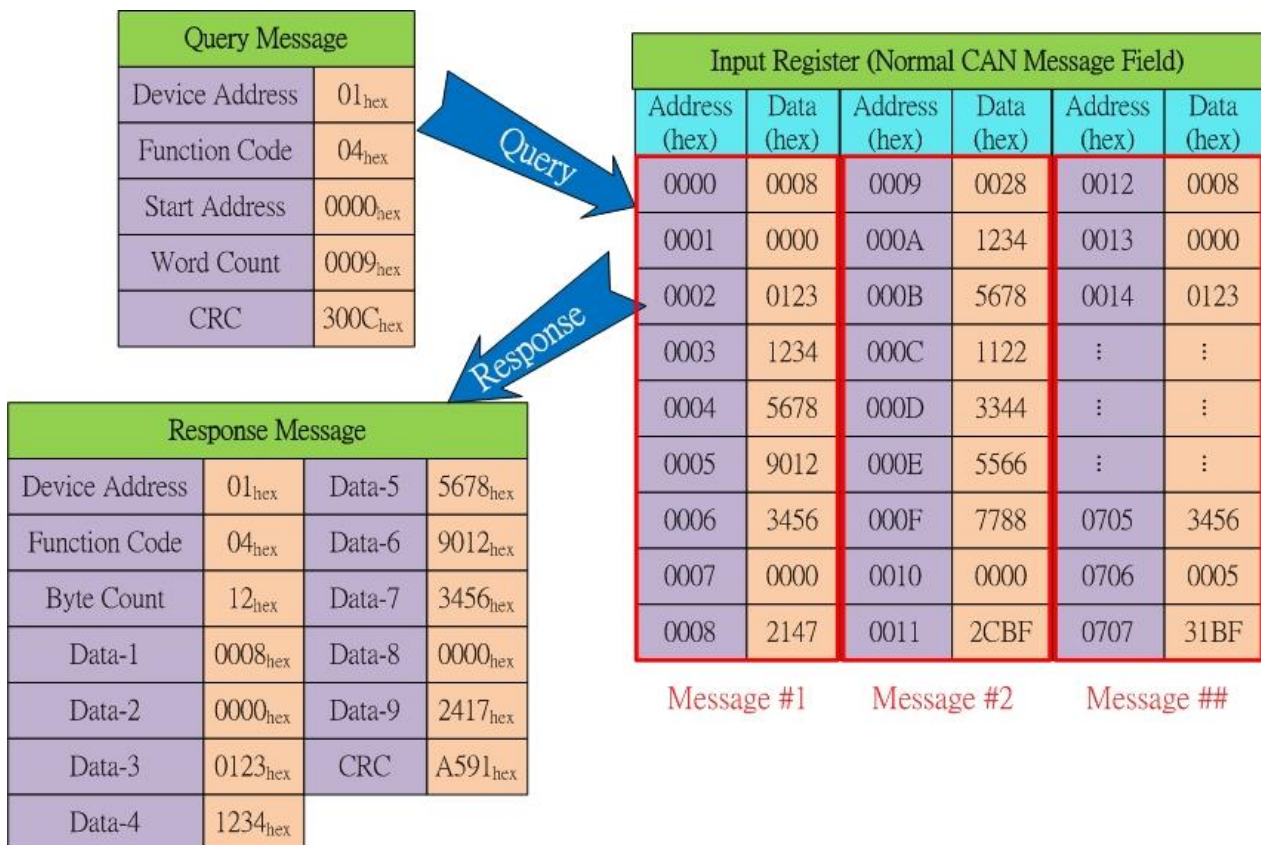 Query Message
Device Address 01hex
Function Code 04hex
Start Address 0000hex
Word Count 0009hex
CRC 300Chex
Query
Response
Input Register (Normal CAN Message Field)
Address (hex) Data (hex) Address (hex) Data (hex) Address (hex) Data (hex)
0000 0008 0009 0028 0012 0008
0001 0000 000A 1234 0013 0000
0002 0123 000B 5678 0014 0123
0003 1234 000C 1122 ⋮ ⋮
0004 5678 000D 3344 ⋮ ⋮
0005 9012 000E 5566 ⋮ ⋮
0006 3456 000F 7788 0705 3456
0007 0000 0010 0000 0706 0005
0008 2147 0011 2CBF 0707 31BF
Message #1 Message #2 Message ##
Response Message
Device Address 01hex Data-5 5678hex
Function Code 04hex Data-6 9012hex
Byte Count 12hex Data-7 3456hex
Data-1 0008hex Data-8 0000hex
Data-2 0000hex Data-9 2417hex
Data-3 0123hex CRC A591hex
Data-4 1234hex